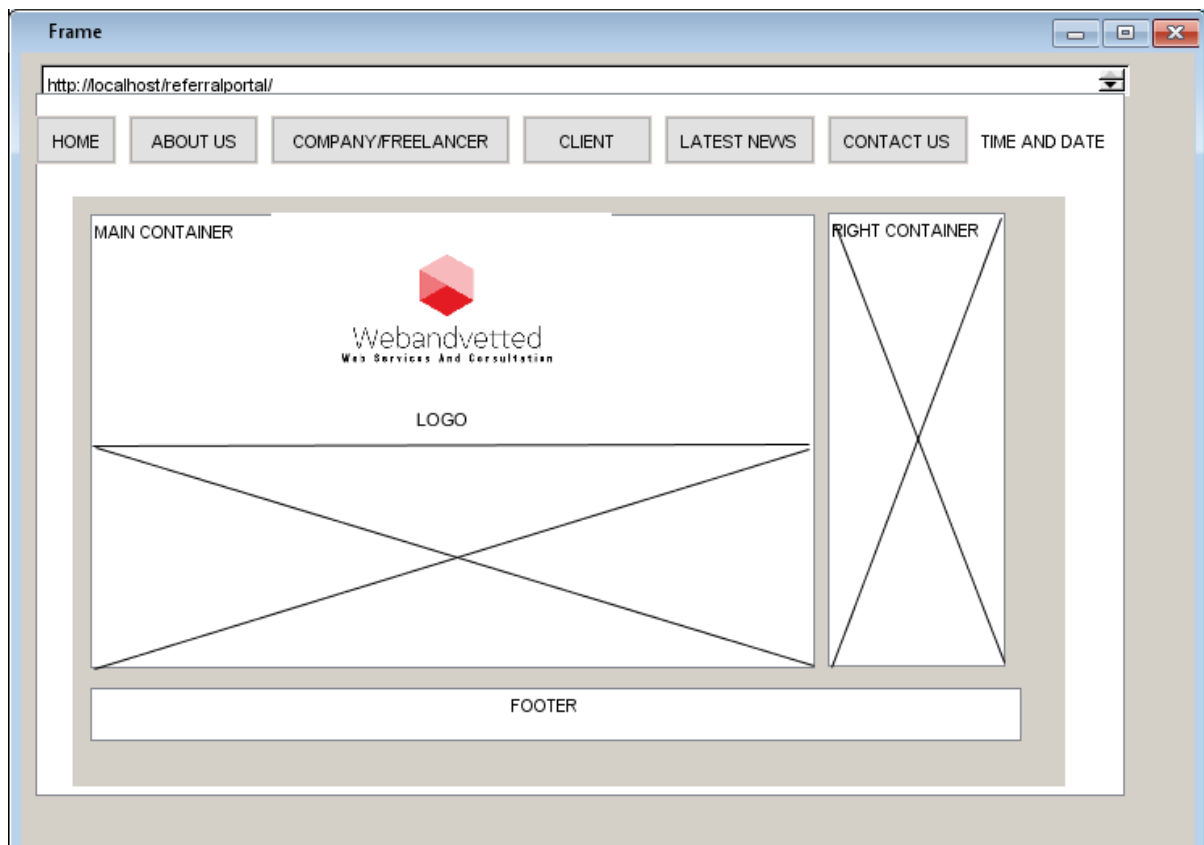 Frame
http://localhost/referralportal/
HOME ABOUT US COMPANY/FREELANCER CLIENT LATEST NEWS CONTACT US TIME AND DATE
MAIN CONTAINER
RIGHT CONTAINER
Webandvetted
Web Services And Consultation
LOGO
FOOTER